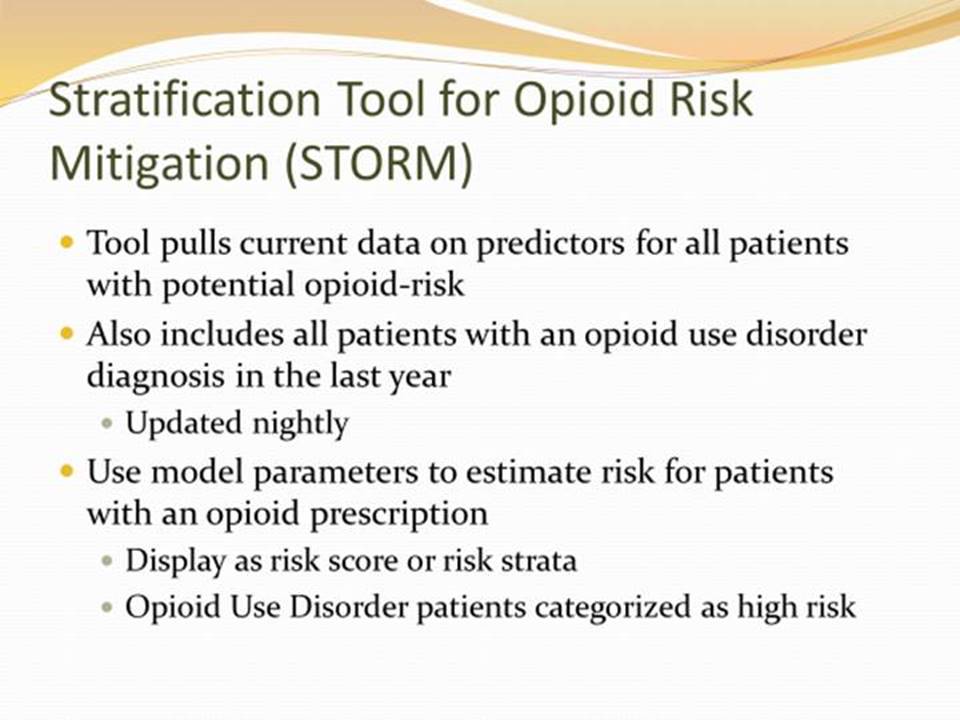 Stratification Tool for Opioid Risk
Mitigation (STORM)
Tool pulls current data on predictors for all patients
with potential opioid-risk
Also includes all patients with an opioid use disorder
diagnosis in the last year
Updated nightly
Use model parameters to estimate risk for patients
with an opioid prescription
Display as risk score or risk strata
Opioid Use Disorder patients categorized as high risk